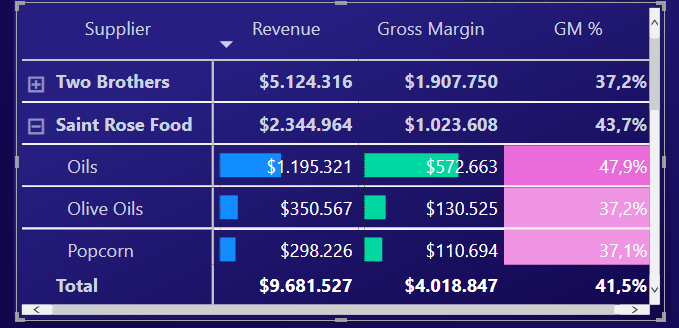 Supplier Revenue Gross Margin GM %
Two Brothers $5.124.316 $1.907.750 37,2%
Saint Rose Food $2.344.964 $1.023.608 43,7%
Oils $1.195.321 $572.663 47,9%
Olive Oils $350.567 $130.525 37,2%
Popcorn $298.226 $110.694 37,1%
Total $9.681.527 $4.018.847 41,5%